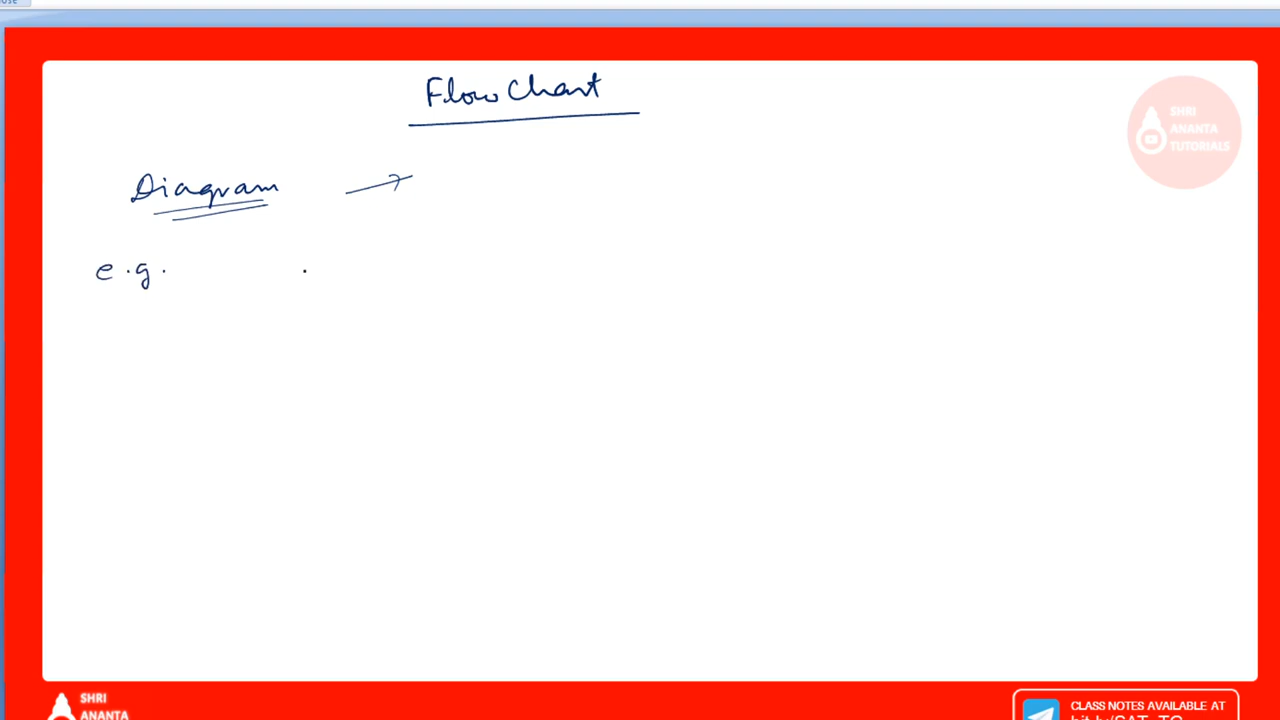 Flow Chart
SHRI
ANANTA
TUTORIALS
Diagram →
e.g.
SHRI
ANANTA
CLASS NOTES AVAILABLE AT